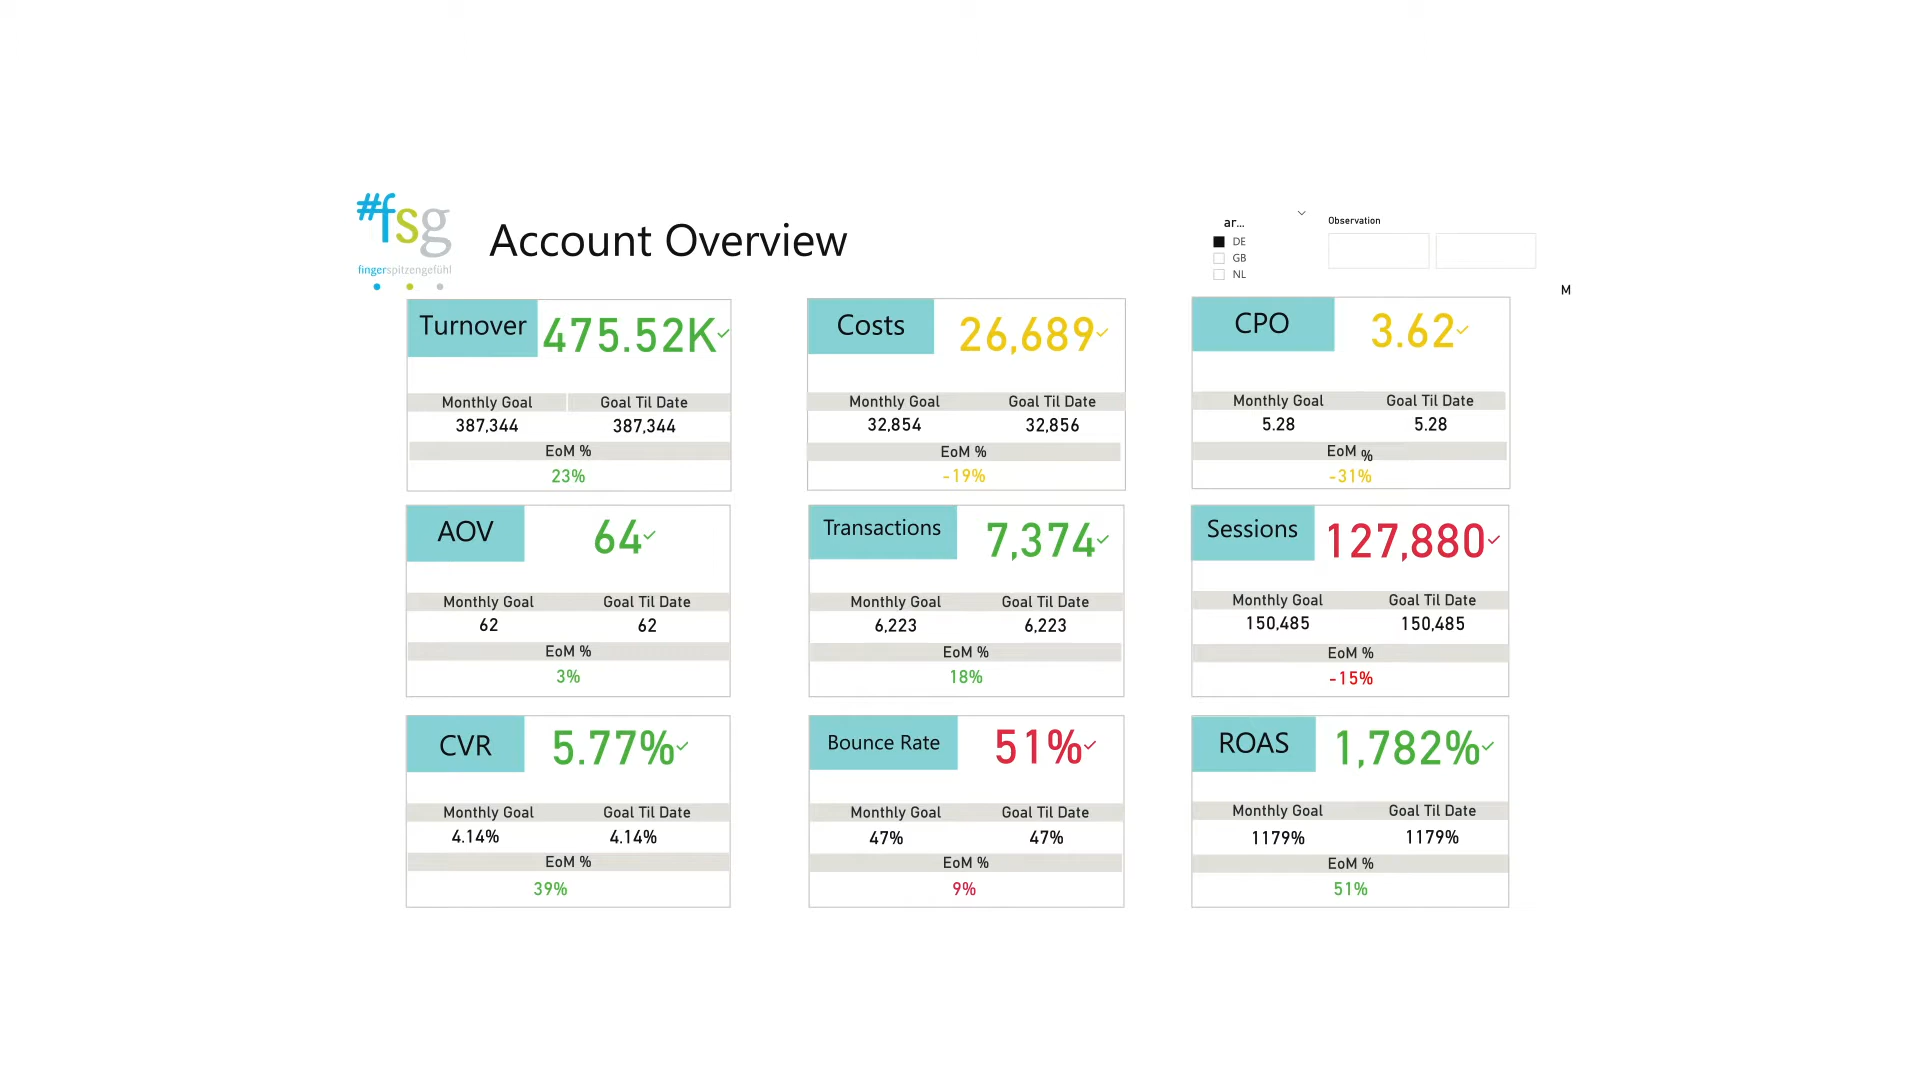 #fsg
fingerspitzengefühl
Account Overview
ar...
DE
GB
NL
Observation
M
Turnover 475.52K
Monthly Goal Goal Til Date
387,344 387,344
EoM %
23%
Costs 26,689
Monthly Goal Goal Til Date
32,854 32,856
EoM %
-19%
CPO 3.62
Monthly Goal Goal Til Date
5.28 5.28
EoM %
-31%
AOV 64
Monthly Goal Goal Til Date
62 62
EoM %
3%
Transactions 7,374
Monthly Goal Goal Til Date
6,223 6,223
EoM %
18%
Sessions 127,880
Monthly Goal Goal Til Date
150,485 150,485
EoM %
-15%
CVR 5.77%
Monthly Goal Goal Til Date
4.14% 4.14%
EoM %
39%
Bounce Rate 51%
Monthly Goal Goal Til Date
47% 47%
EoM %
9%
ROAS 1,782%
Monthly Goal Goal Til Date
1179% 1179%
EoM %
51%